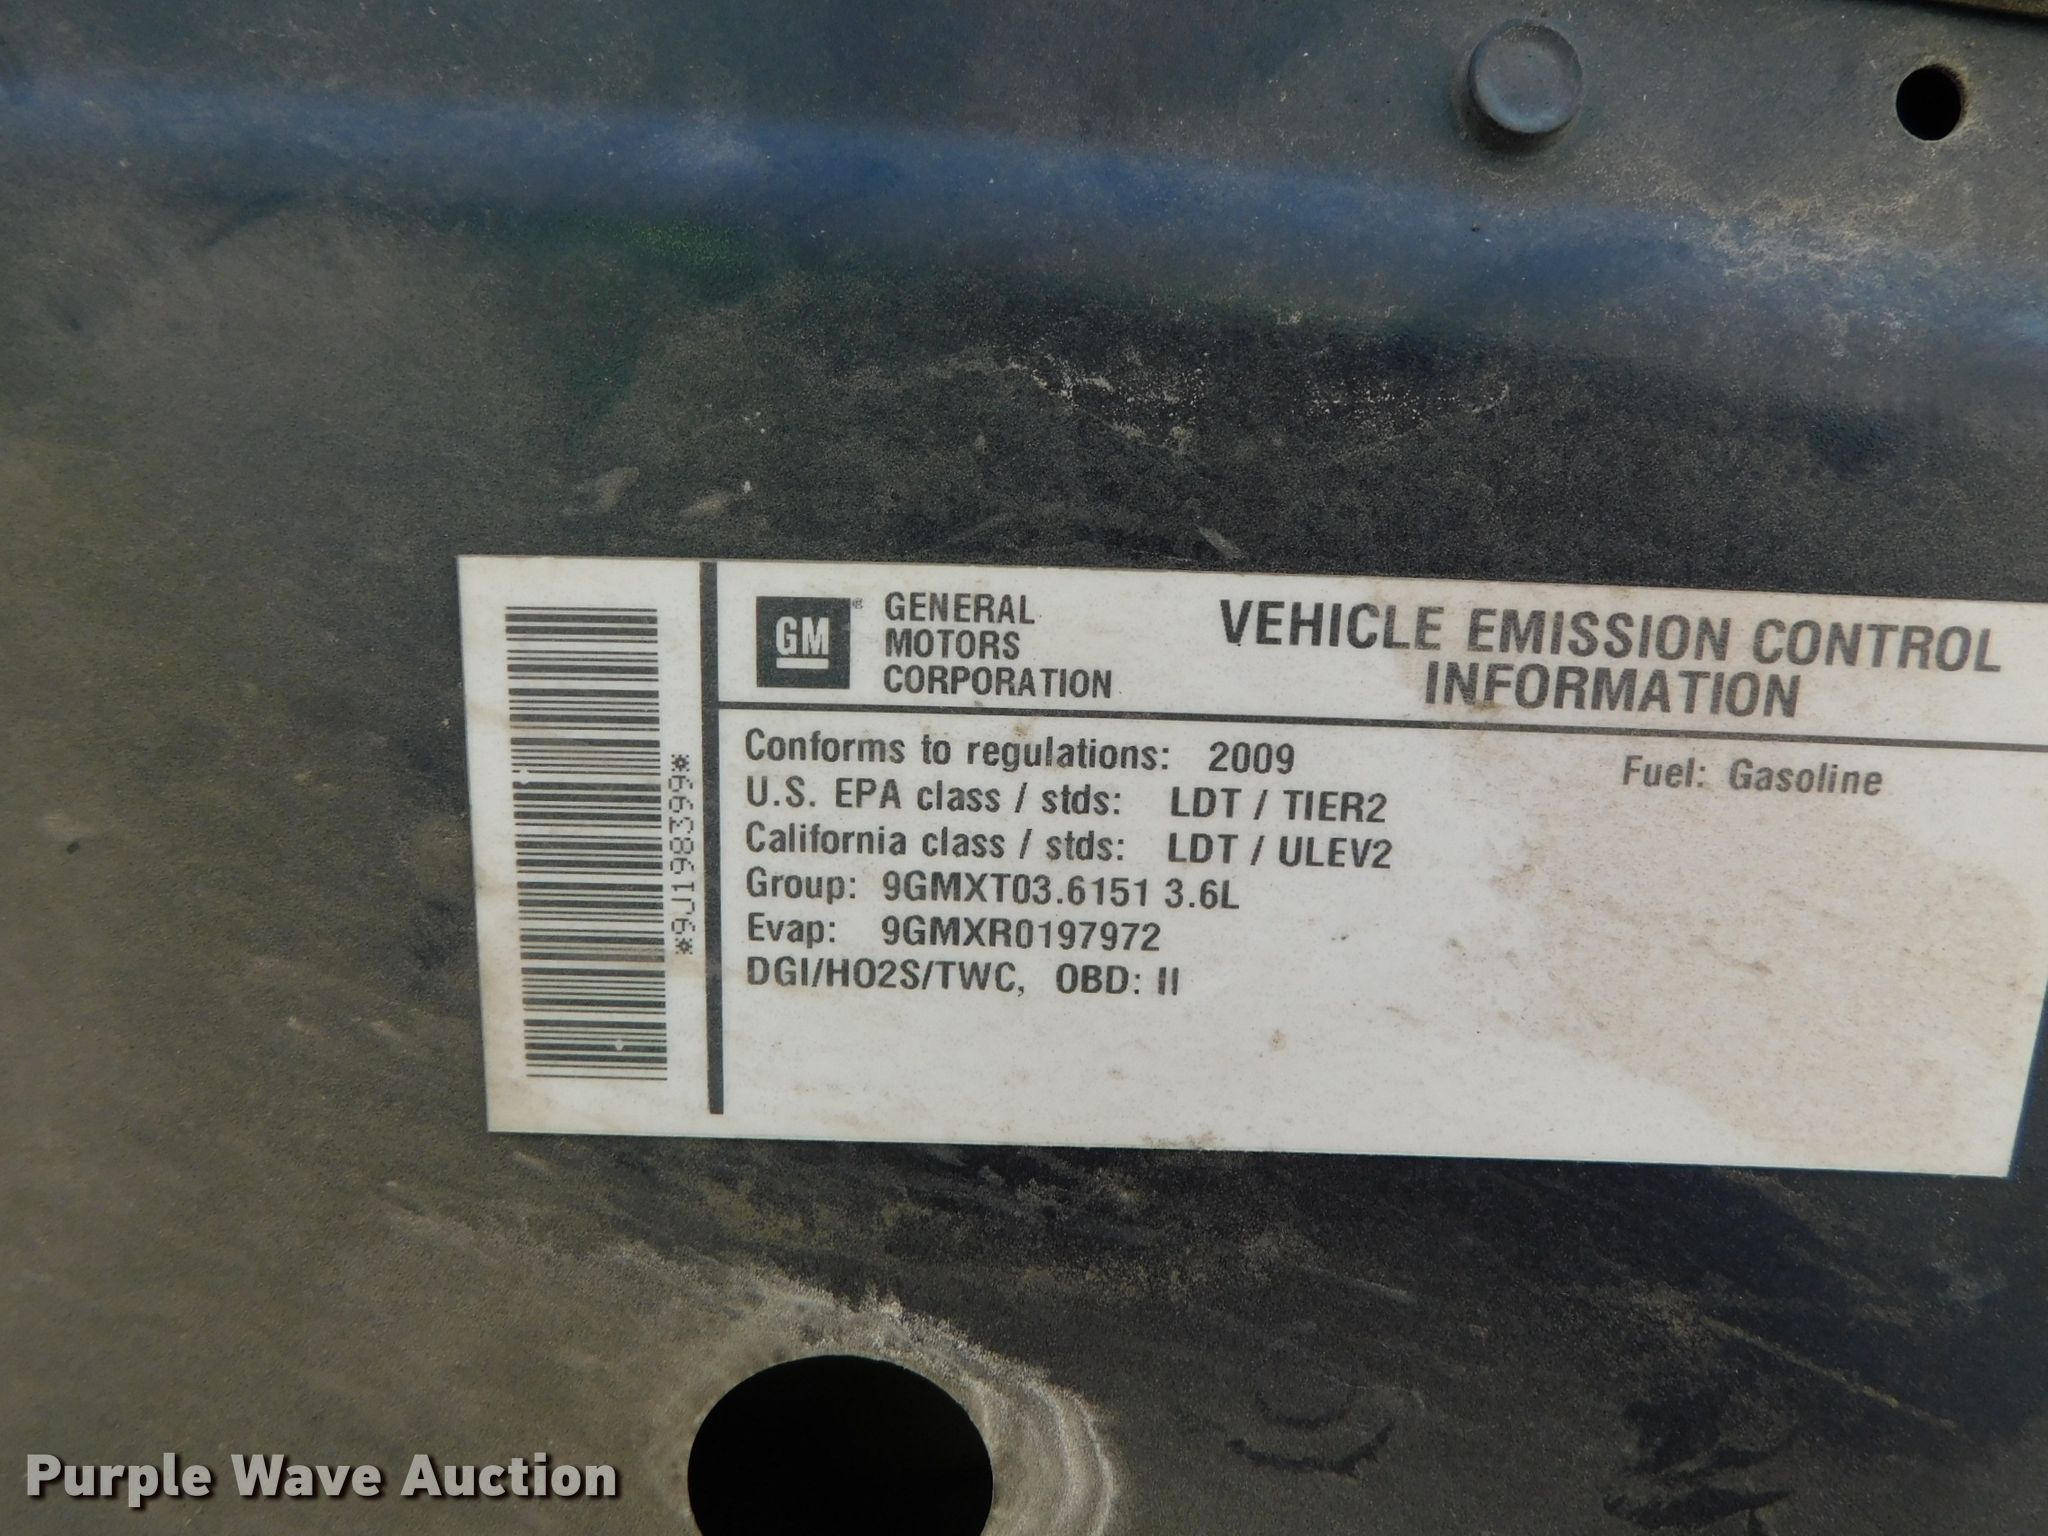 GM
GENERAL
MOTORS
CORPORATION
VEHICLE EMISSION CONTROL
INFORMATION
*9J198399*
Conforms to regulations: 2009
Fuel: Gasoline
U.S. EPA class / stds: LDT / TIER2
California class / stds: LDT / ULEV2
Group: 9GMXT03.6151 3.6L
Evap: 9GMXR0197972
DGI/HO2S/TWC, OBD: II
Purple Wave Auction